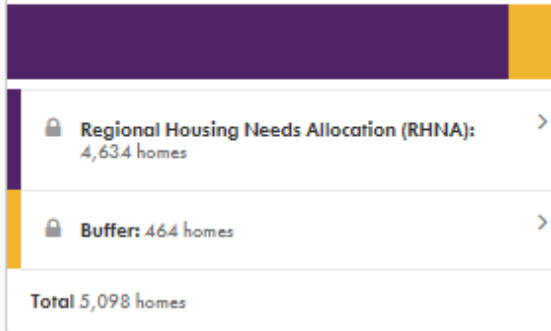 Regional Housing Needs Allocation (RHNA):
4,634 homes
Buffer: 464 homes
Total 5,098 homes